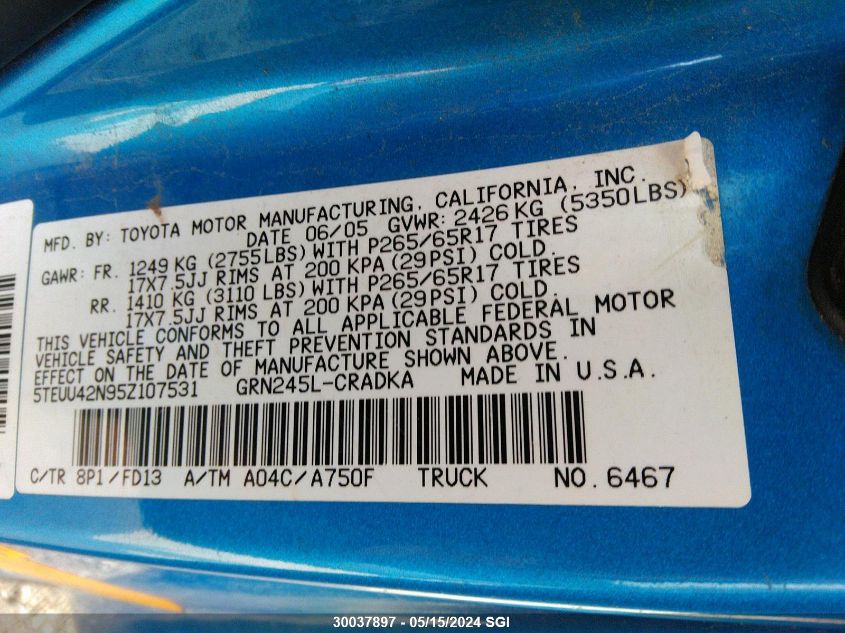 MFD. BY: TOYOTA MOTOR MANUFACTURING, CALIFORNIA, INC.
DATE 06/05 GVWR: 2426 KG (5350LBS)
GAWR: FR. 1249 KG (2755LBS) WITH P265/65R17 TIRES
17X7.5JJ RIMS AT 200 KPA (29PSI) COLD.
RR. 1410 KG (3110 LBS) WITH P265/65R17 TIRES
17X7.5JJ RIMS AT 200 KPA (29PSI) COLD.
THIS VEHICLE CONFORMS TO ALL APPLICABLE FEDERAL MOTOR
VEHICLE SAFETY AND THEFT PREVENTION STANDARDS IN
EFFECT ON THE DATE OF MANUFACTURE SHOWN ABOVE.
5TEUU42N95Z107531 GRN245L-CRADKA MADE IN U.S.A.
C/TR 8P1/FD13 A/TM A04C/A750F TRUCK NO. 6467
30037897 - 05/15/2024 SGI